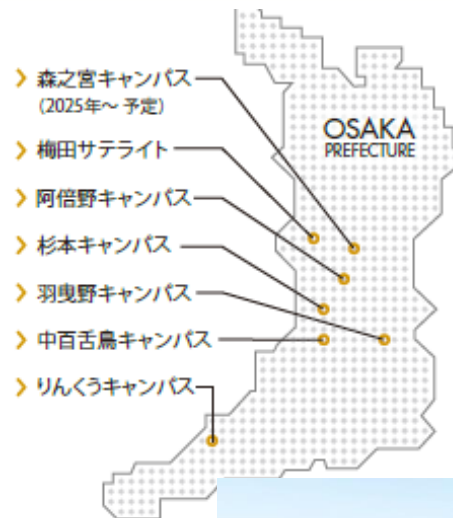 森之宮キャンパス
(2025年〜 予定)
OSAKA
PREFECTURE
梅田サテライト
阿倍野キャンパス
杉本キャンパス
羽曳野キャンパス
中百舌鳥キャンパス
りんくうキャンパス